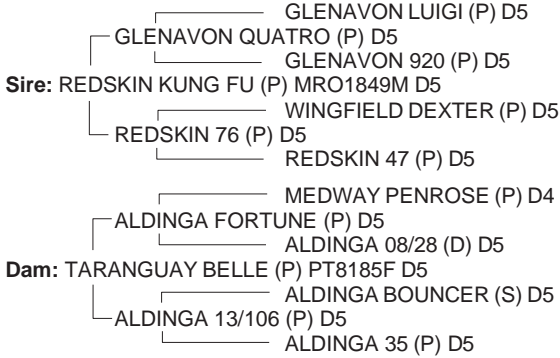 GLENAVON LUIGI (P) D5
GLENAVON QUATRO (P) D5
GLENAVON 920 (P) D5
Sire: REDSKIN KUNG FU (P) MRO1849M D5
WINGFIELD DEXTER (P) D5
REDSKIN 76 (P) D5
REDSKIN 47 (P) D5
MEDWAY PENROSE (P) D4
ALDINGA FORTUNE (P) D5
ALDINGA 08/28 (D) D5
Dam: TARANGUAY BELLE (P) PT8185F D5
ALDINGA BOUNCER (S) D5
ALDINGA 13/106 (P) D5
ALDINGA 35 (P) D5